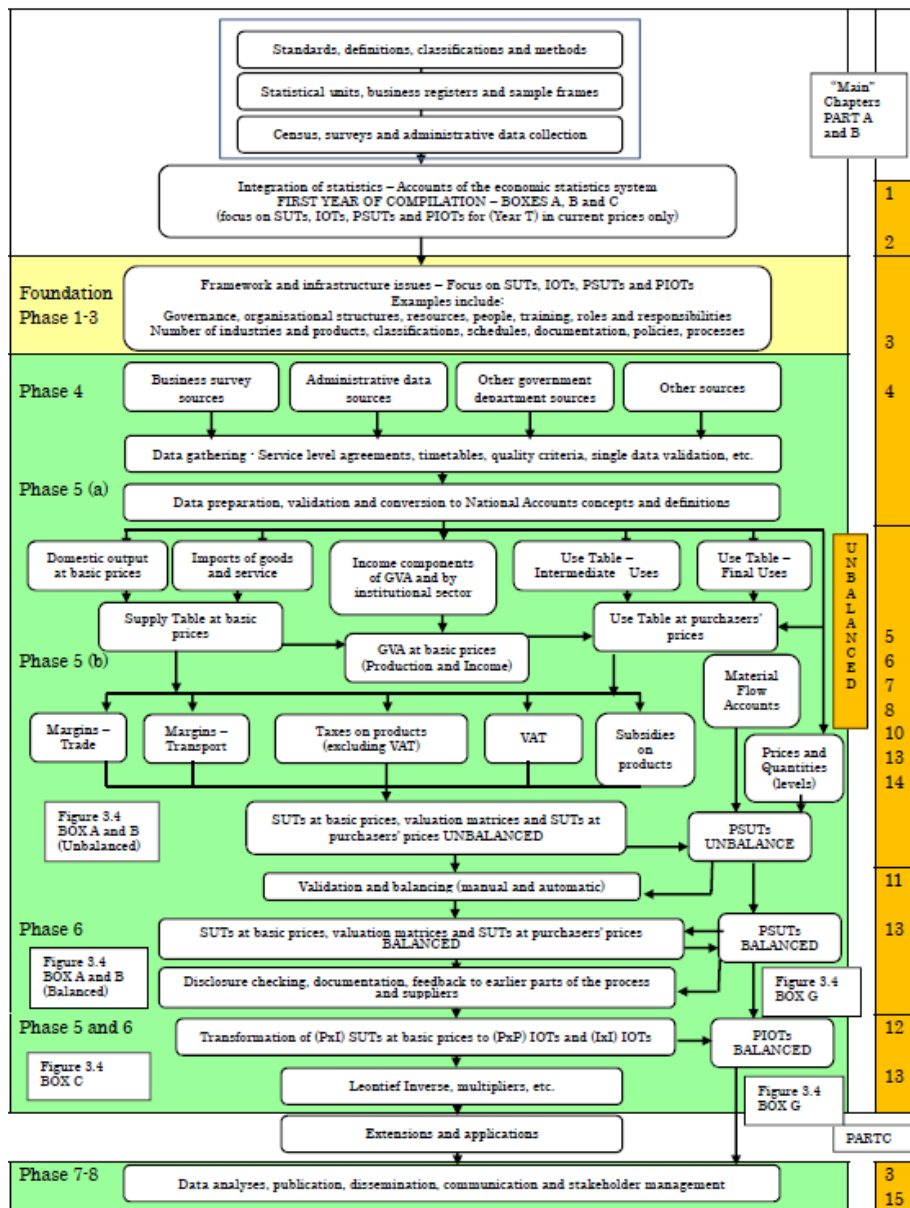 Standards, definitions, classifications and methods
Statistical units, business registers and sample frames
Census, surveys and administrative data collection
"Main"
Chapters
PART A
and B
Integration of statistics – Accounts of the economic statistics system
FIRST YEAR OF COMPILATION – BOXES A, B and C
(focus on SUTs, IOTs, PSUTs and PIOTs for (Year T) in current prices only)
1
2
Foundation
Phase 1-3
Framework and infrastructure issues – Focus on SUTs, IOTs, PSUTs and PIOTs
Examples include:
Governance, organisational structures, resources, people, training, roles and responsibilities
Number of industries and products, classifications, schedules, documentation, policies, processes
3
Phase 4
Business survey
sources
Administrative data
sources
Other government
department sources
Other sources
4
Data gathering - Service level agreements, timetables, quality criteria, single data validation, etc.
Phase 5 (a)
Data preparation, validation and conversion to National Accounts concepts and definitions
Domestic output
at basic prices
Imports of goods
and service
Income components
of GVA and by
institutional sector
Use Table –
Intermediate Uses
Use Table –
Final Uses
UNBALANCED
Supply Table at basic
prices
Use Table at purchasers'
prices
GVA at basic prices
(Production and Income)
Phase 5 (b)
Material
Flow
Accounts
5
6
7
8
10
13
14
Margins –
Trade
Margins –
Transport
Taxes on products
(excluding VAT)
VAT
Subsidies
on
products
Prices and
Quantities
(levels)
Figure 3.4
BOX A and B
(Unbalanced)
SUTs at basic prices, valuation matrices and SUTs at
purchasers' prices UNBALANCED
PSUTs
UNBALANCE
Validation and balancing (manual and automatic)
11
Phase 6
SUTs at basic prices, valuation matrices and SUTs at purchasers' prices
BALANCED
PSUTs
BALANCED
13
Figure 3.4
BOX A and B
(Balanced)
Disclosure checking, documentation, feedback to earlier parts of the process
and suppliers
Figure 3.4
BOX G
Phase 5 and 6
Transformation of (PxI) SUTs at basic prices to (PxP) IOTs and (IxI) IOTs
PIOTs
BALANCED
12
Figure 3.4
BOX C
Leontief Inverse, multipliers, etc.
13
Figure 3.4
BOX G
Extensions and applications
PARTC
Phase 7-8
Data analyses, publication, dissemination, communication and stakeholder management
3
15